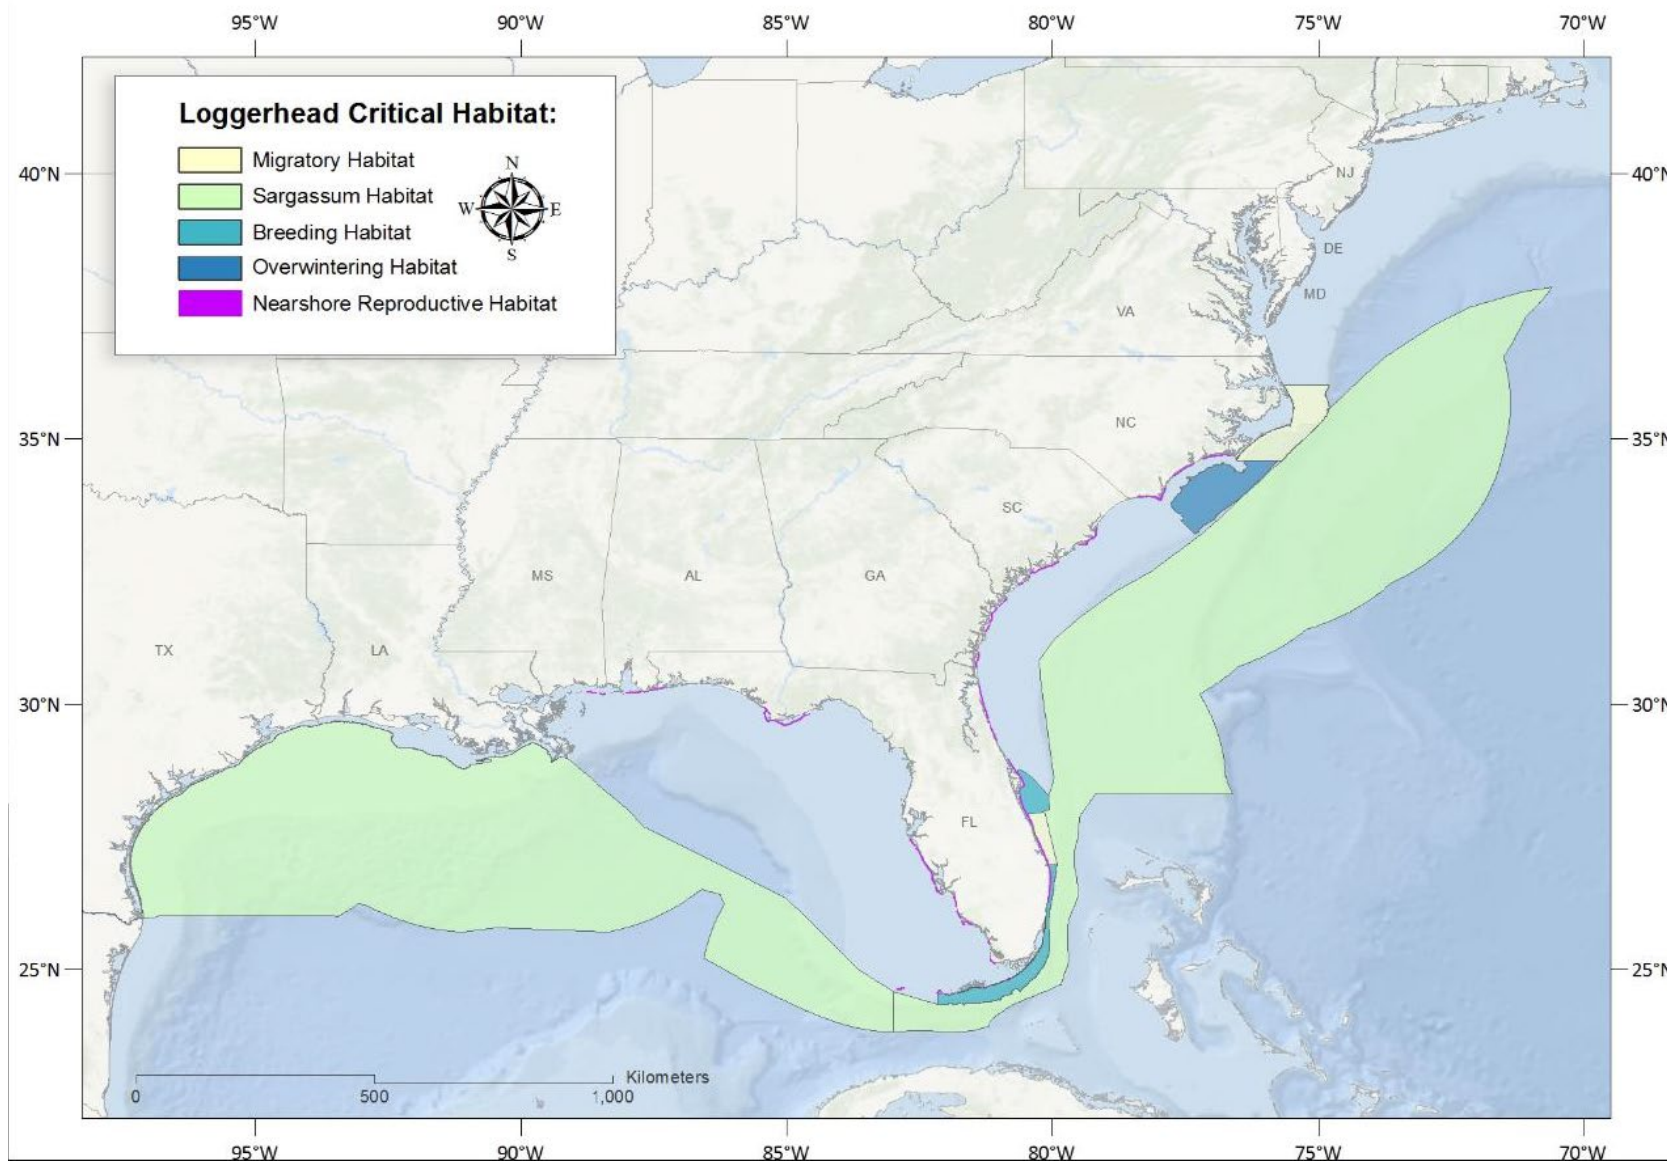 95°W 90°W 85°W 80°W 75°W 70°W
Loggerhead Critical Habitat:
Migratory Habitat
Sargassum Habitat
Breeding Habitat
Overwintering Habitat
Nearshore Reproductive Habitat
N
W E
S
40°N 40°N
NJ
DE
MD
VA
35°N 35°N
NC
SC
MS AL GA
TX LA
30°N 30°N
FL
25°N 25°N
Kilometers
0 500 1,000
95°W 90°W 85°W 80°W 75°W 70°W